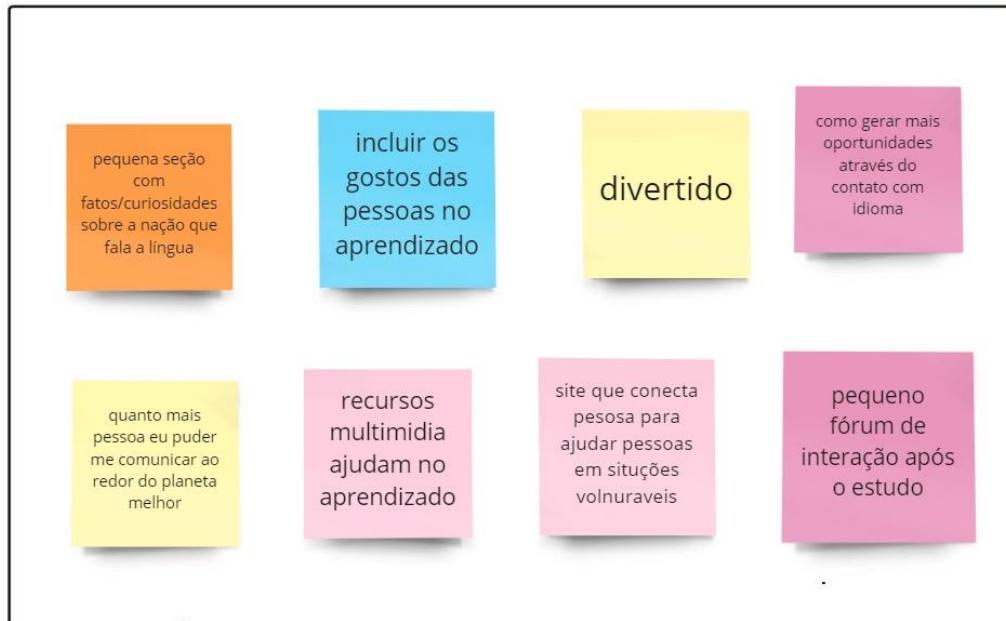 pequena seção
com
fatos/curiosidades
sobre a nação que
fala a língua
incluir os
gostos das
pessoas no
aprendizado
divertido
como gerar mais
oportunidades
através do
contato com
idioma
quanto mais
pessoa eu puder
me comunicar ao
redor do planeta
melhor
recursos
multimidia
ajudam no
aprendizado
site que conecta
pesosa para
ajudar pessoas
em situções
volnuraveis
pequeno
fórum de
interação após
o estudo